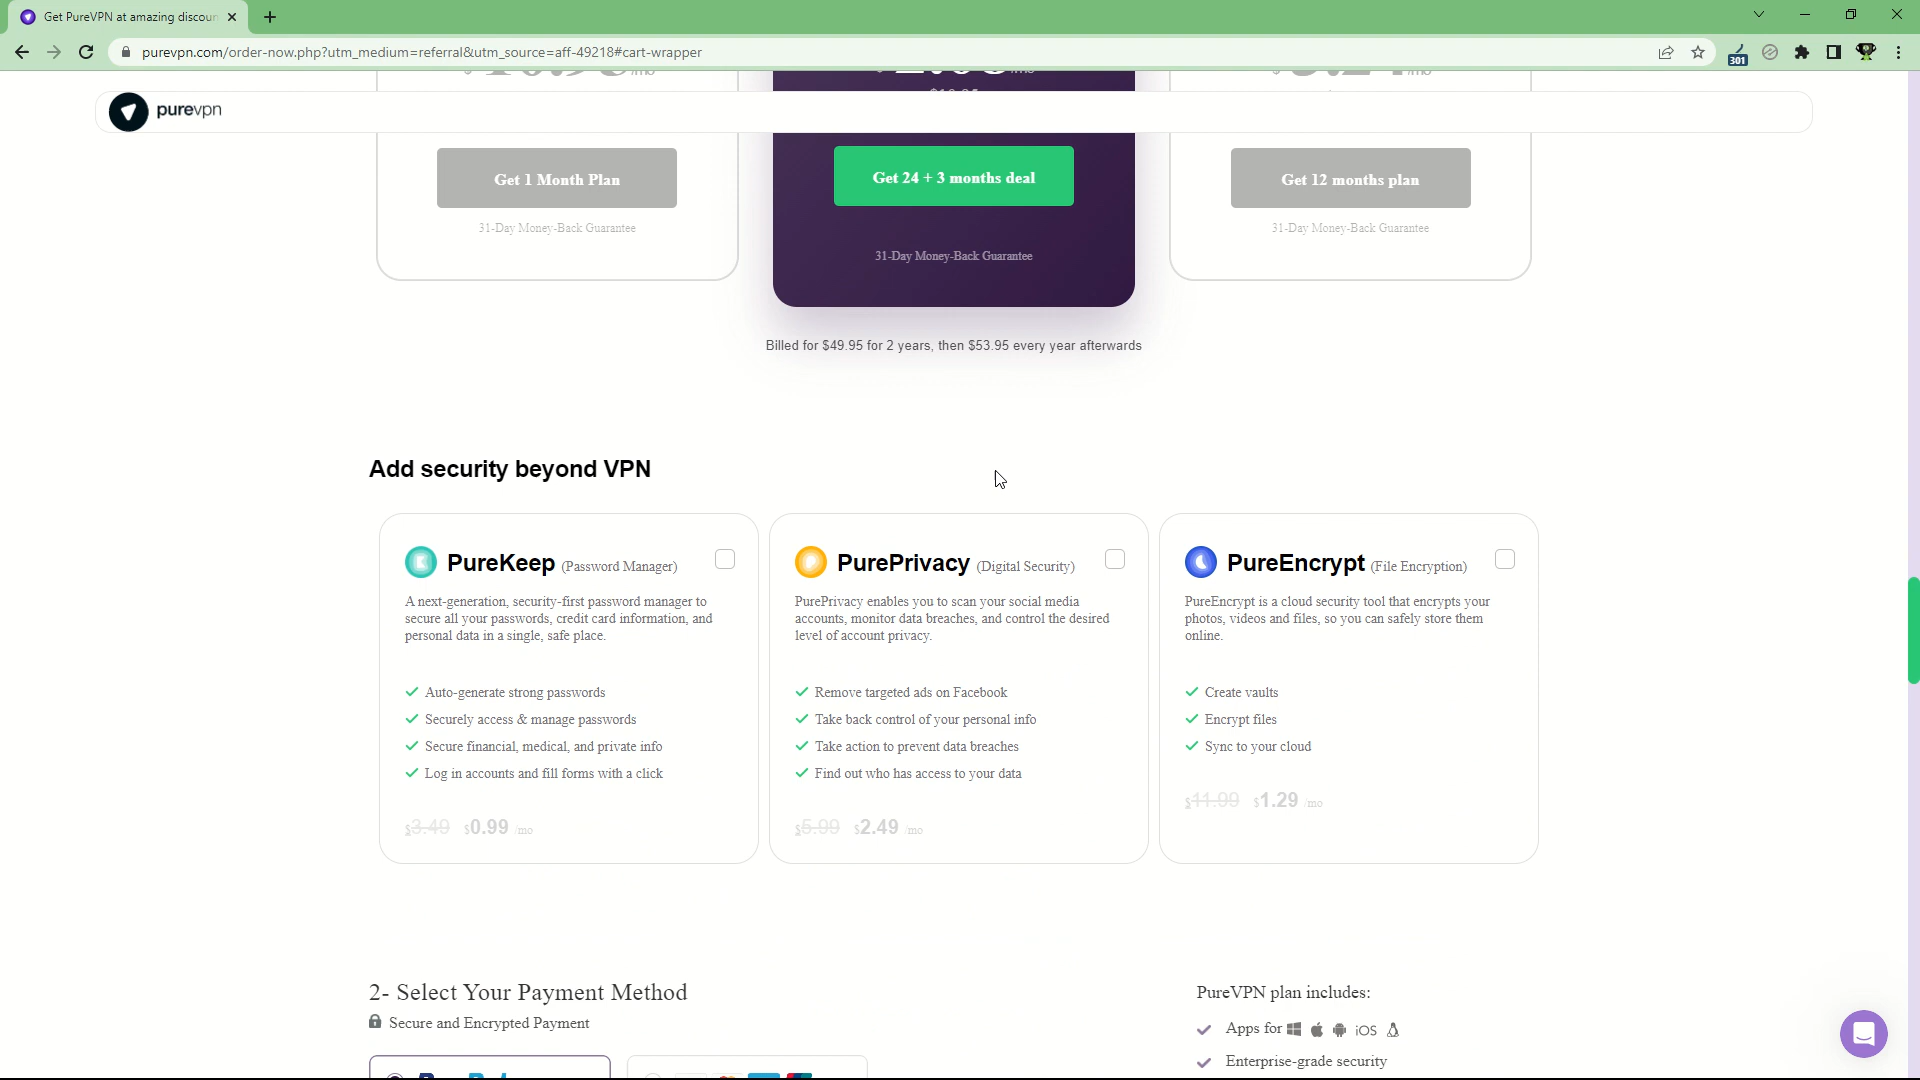 Get PureVPN at amazing discoun
purevpn.com/order-now.php?utm_medium=referral&utm_source=aff-49218#cart-wrapper
301
/mo
/mo
/mo
purevpn
Get 1 Month Plan
31-Day Money-Back Guarantee
Get 24 + 3 months deal
31-Day Money-Back Guarantee
Get 12 months plan
31-Day Money-Back Guarantee
Billed for $49.95 for 2 years, then $53.95 every year afterwards
Add security beyond VPN
PureKeep (Password Manager)
A next-generation, security-first password manager to
secure all your passwords, credit card information, and
personal data in a single, safe place.
Auto-generate strong passwords
Securely access & manage passwords
Secure financial, medical, and private info
Log in accounts and fill forms with a click
$3.49 $0.99 /mo
PurePrivacy (Digital Security)
PurePrivacy enables you to scan your social media
accounts, monitor data breaches, and control the desired
level of account privacy.
Remove targeted ads on Facebook
Take back control of your personal info
Take action to prevent data breaches
Find out who has access to your data
$5.99 $2.49 /mo
PureEncrypt (File Encryption)
PureEncrypt is a cloud security tool that encrypts your
photos, videos and files, so you can safely store them
online.
Create vaults
Encrypt files
Sync to your cloud
$11.99 $1.29 /mo
2- Select Your Payment Method
Secure and Encrypted Payment
PureVPN plan includes:
Apps for iOS
Enterprise-grade security